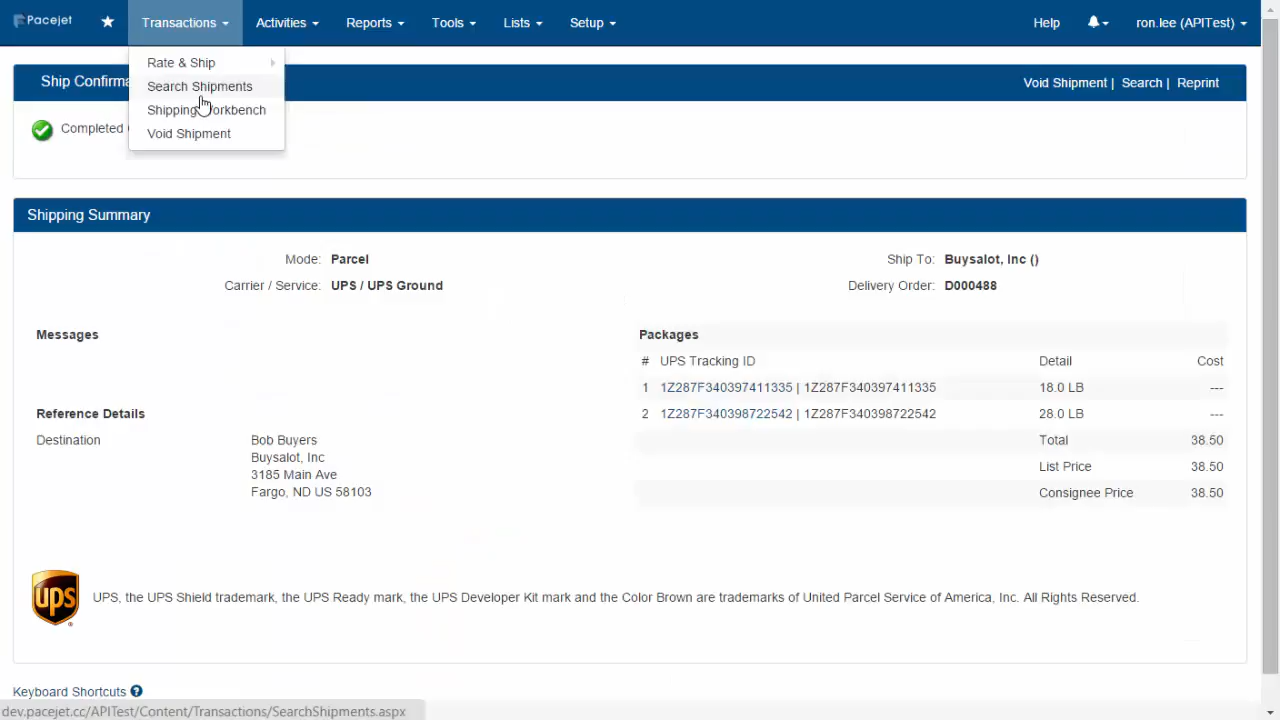 Pacejet Transactions Activities Reports Tools Lists Setup Help ron.lee (APITest)
Rate & Ship
Search Shipments
Shipping Workbench
Void Shipment
Ship Confirma
Void Shipment | Search | Reprint
Completed
Shipping Summary
Mode: Parcel
Carrier / Service: UPS / UPS Ground
Ship To: Buysalot, Inc ()
Delivery Order: D000488
Messages
Reference Details
Destination
Bob Buyers
Buysalot, Inc
3185 Main Ave
Fargo, ND US 58103
Packages
# UPS Tracking ID Detail Cost
1 1Z287F340397411335 | 1Z287F340397411335 18.0 LB ---
2 1Z287F340398722542 | 1Z287F340398722542 28.0 LB ---
Total 38.50
List Price 38.50
Consignee Price 38.50
ups
UPS, the UPS Shield trademark, the UPS Ready mark, the UPS Developer Kit mark and the Color Brown are trademarks of United Parcel Service of America, Inc. All Rights Reserved.
Keyboard Shortcuts ?
dev.pacejet.cc/APITest/Content/Transactions/SearchShipments.aspx